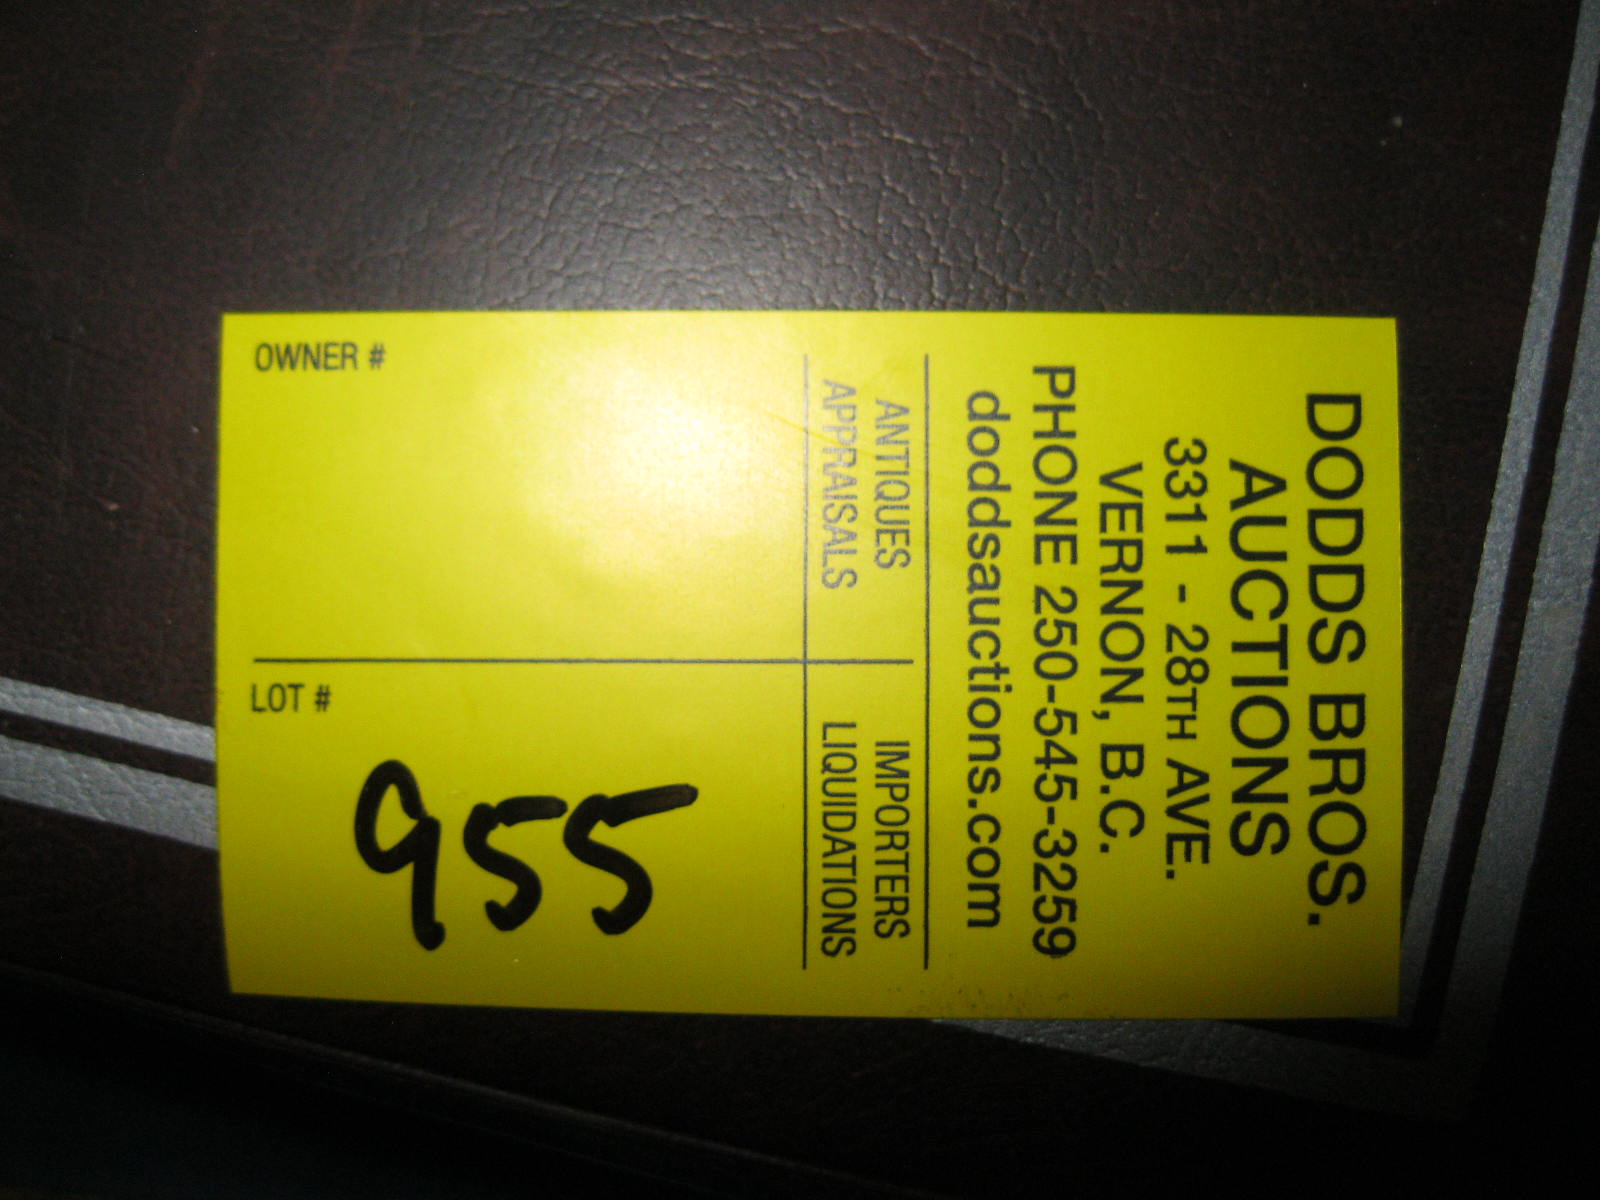 DODDS BROS.
AUCTIONS
3311 - 28TH AVE.
VERNON, B.C.
PHONE 250-545-3259
doddsauctions.com
ANTIQUES
APPRAISALS
IMPORTERS
LIQUIDATIONS
OWNER #
LOT #
955